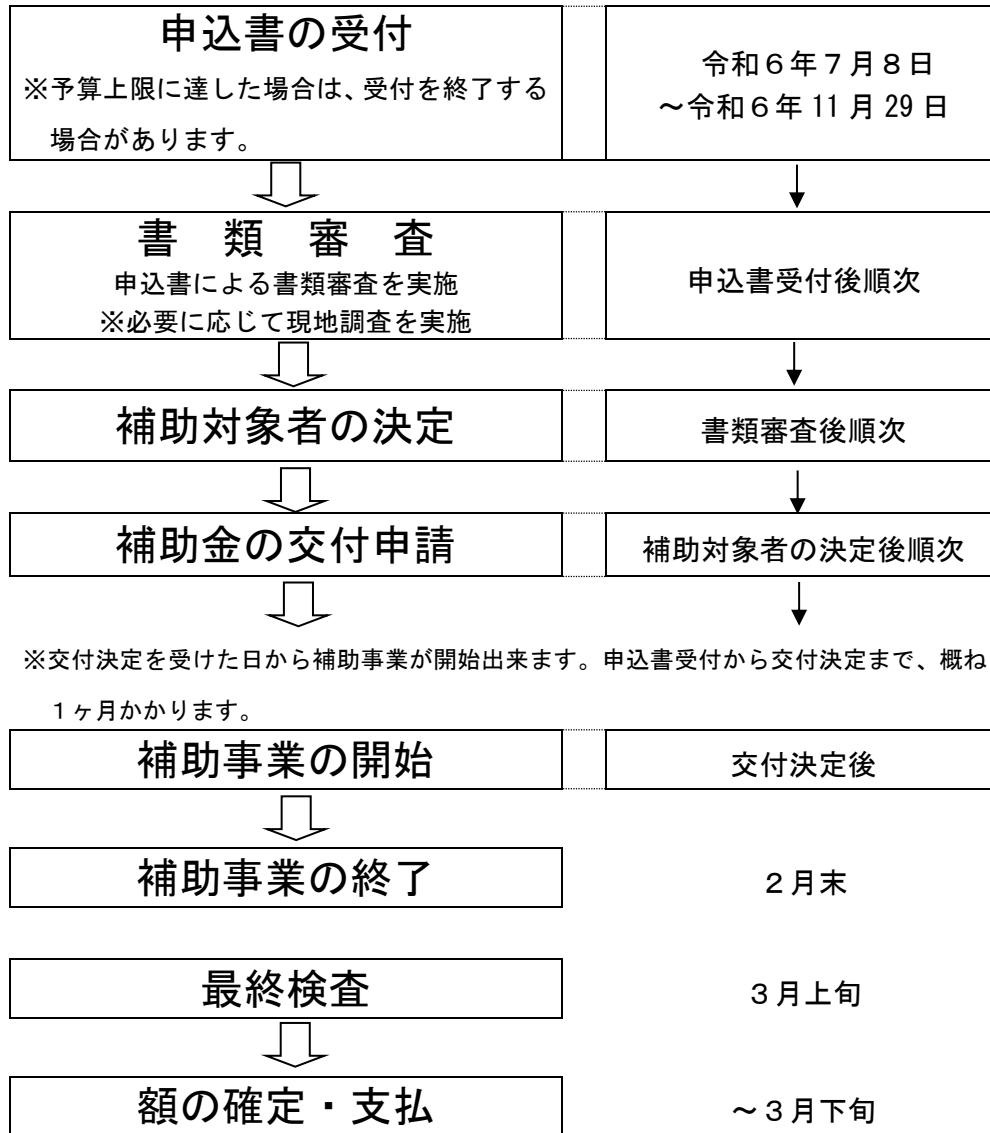 申込書の受付
※予算上限に達した場合は、受付を終了する
場合があります。
令和６年７月８日
～令和６年 11 月 29 日
書　類　審　査
申込書による書類審査を実施
※必要に応じて現地調査を実施
申込書受付後順次
補助対象者の決定
書類審査後順次
補助金の交付申請
補助対象者の決定後順次
※交付決定を受けた日から補助事業が開始出来ます。申込書受付から交付決定まで、概ね
１ヶ月かかります。
補助事業の開始
交付決定後
補助事業の終了
２月末
最終検査
３月上旬
額の確定・支払
～３月下旬